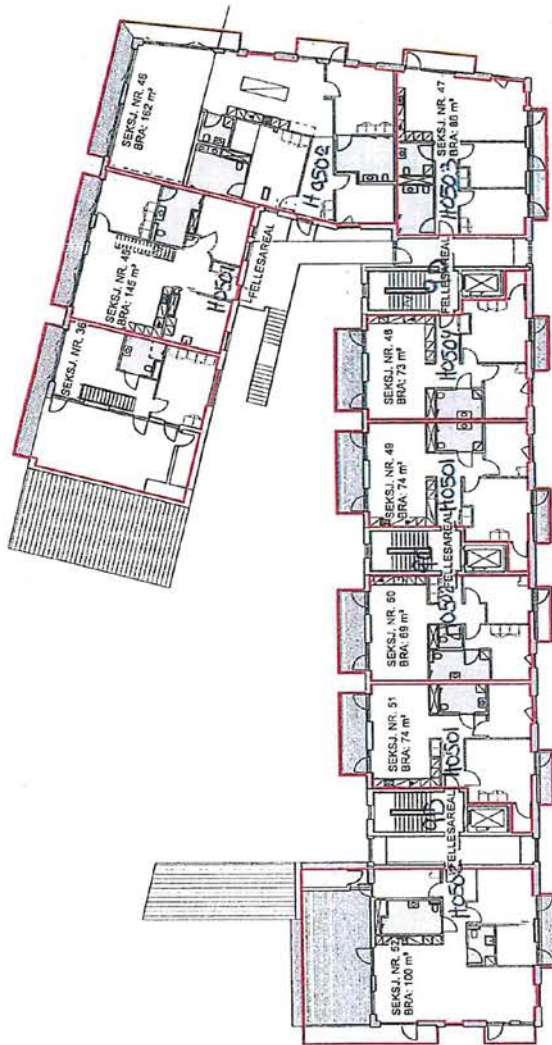 SEKSJ. NR. 46
BRA: 162 m²
H0502
SEKSJ. NR. 47
BRA: 86 m²
H0503
SEKSJ. NR. 45
BRA: 145 m²
H0501
FELLESAREAL
SEKSJ. NR. 36
FELLESAREAL
SEKSJ. NR. 48
BRA: 73 m²
H0504
SEKSJ. NR. 49
BRA: 74 m²
H0501
FELLESAREAL
SEKSJ. NR. 50
BRA: 69 m²
H0502
SEKSJ. NR. 51
BRA: 74 m²
H0501
FELLESAREAL
SEKSJ. NR. 52
BRA: 100 m²